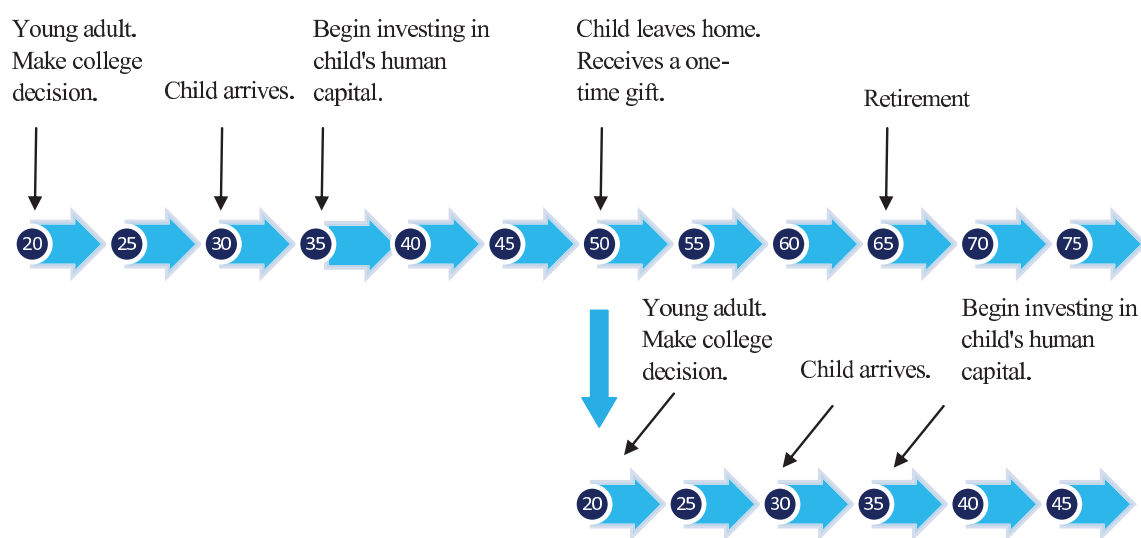 Young adult.
Make college
decision.
Child arrives.
Begin investing in
child's human
capital.
Child leaves home.
Receives a one-
time gift.
Retirement
20 25 30 35 40 45 50 55 60 65 70 75
Young adult.
Make college
decision.
Child arrives.
Begin investing in
child's human
capital.
20 25 30 35 40 45